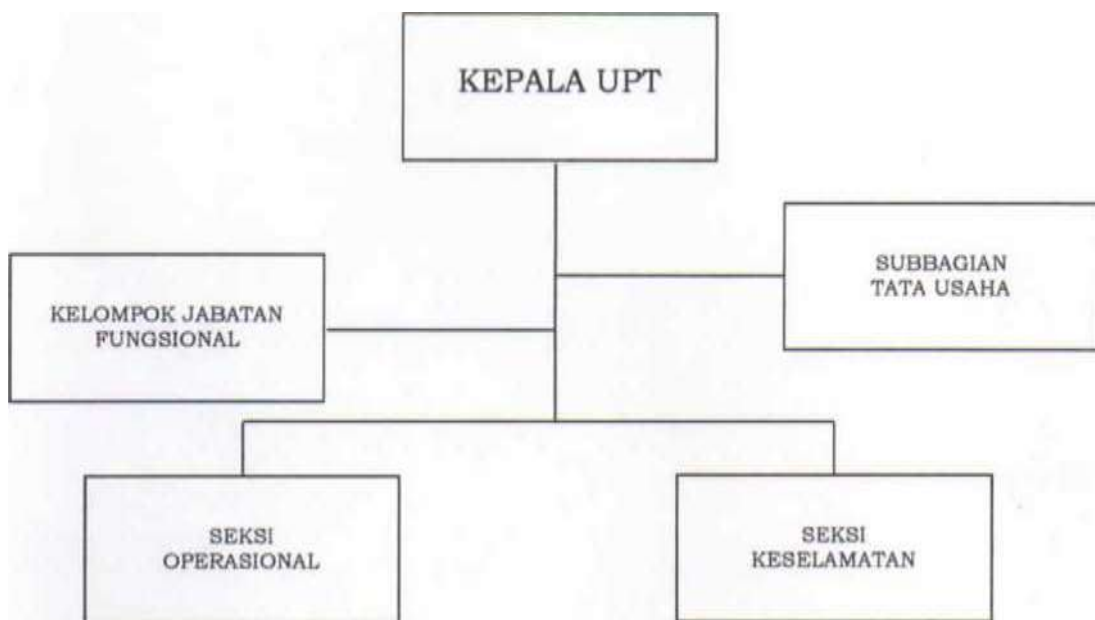 KEPALA UPT
SUBBAGIAN
TATA USAHA
KELOMPOK JABATAN
FUNGSIONAL
SEKSI
OPERASIONAL
SEKSI
KESELAMATAN